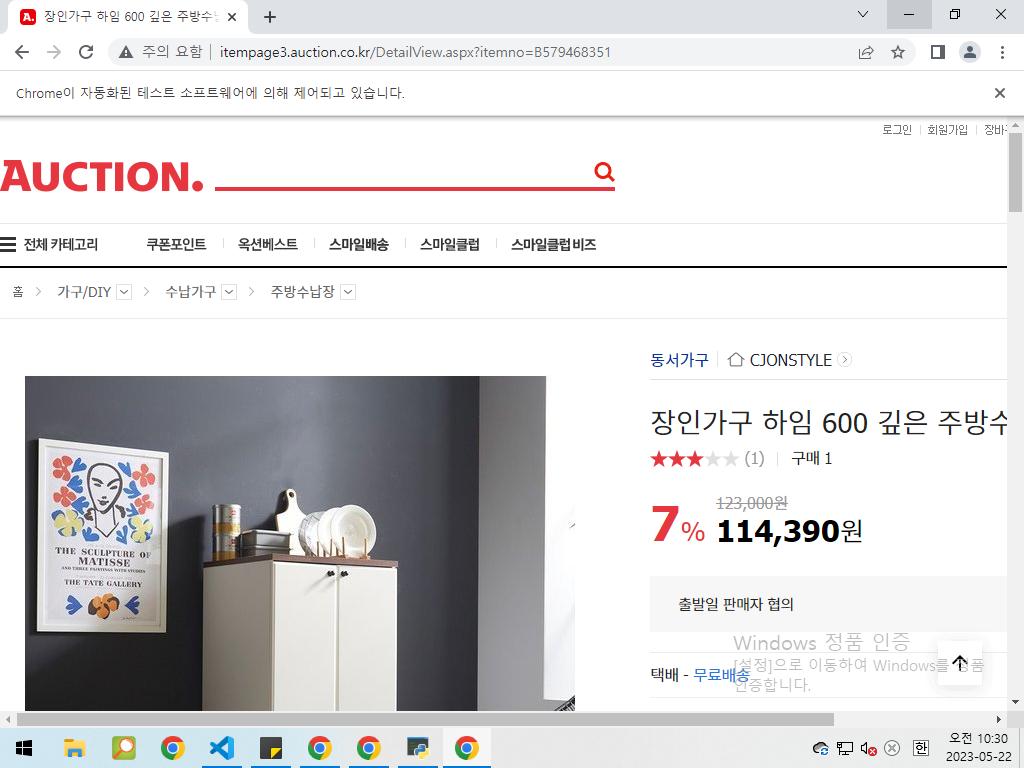 장인가구 하임 600 깊은 주방수납
주의 요함
itempage3.auction.co.kr/DetailView.aspx?itemno=B579468351
Chrome이 자동화된 테스트 소프트웨어에 의해 제어되고 있습니다.
로그인 회원가입 장바구
AUCTION.
전체 카테고리 쿠폰포인트 옥션베스트 스마일배송 스마일클럽 스마일클럽 비즈
홈 가구/DIY 수납가구 주방수납장
동서가구 CJONSTYLE
장인가구 하임 600 깊은 주방수
(1) 구매 1
123,000원
7% 114,390원
출발일 판매자 협의
택배 - 무료배송
THE SCULPTURE OF
MATISSE
AND THREE PAINTINGS WITH STUDIES
THE TATE GALLERY
Windows 정품 인증
[설정]으로 이동하여 Windows를 정품
인증합니다.
한
오전 10:30
2023-05-22